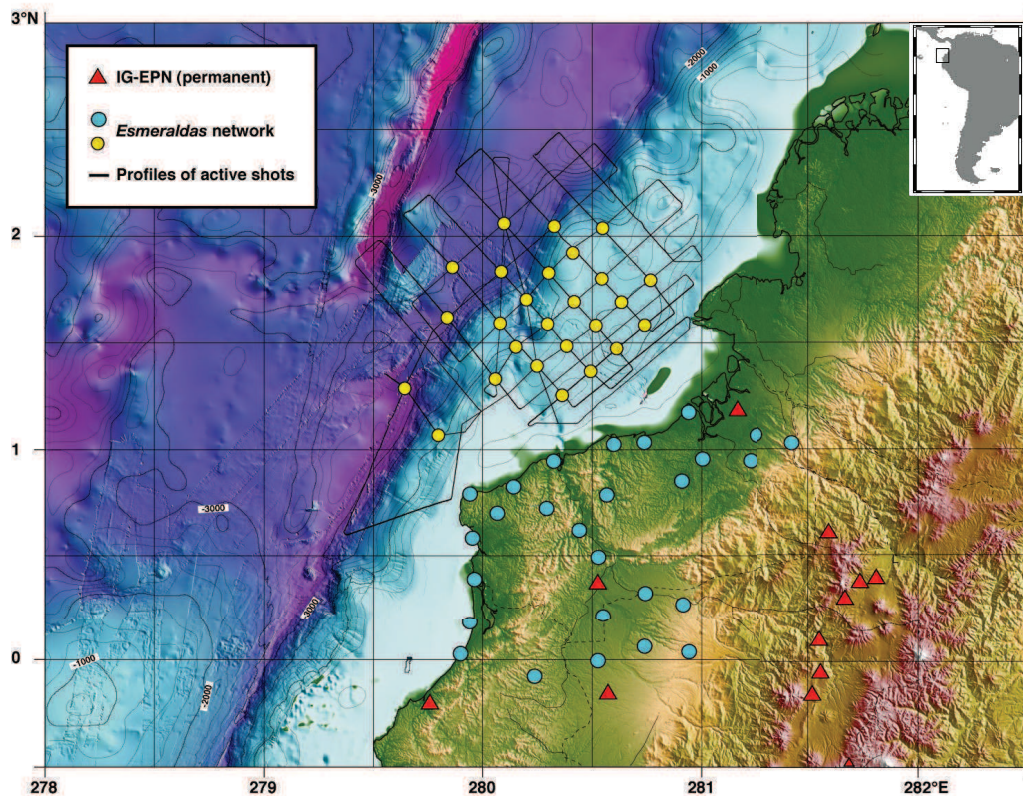 3°N
-2000
-1000
IG-EPN (permanent)
Esmeraldas network
Profiles of active shots
-3000
2
1
-3000
-3000
0
-1000
-2000
278
279
280
281
282°E